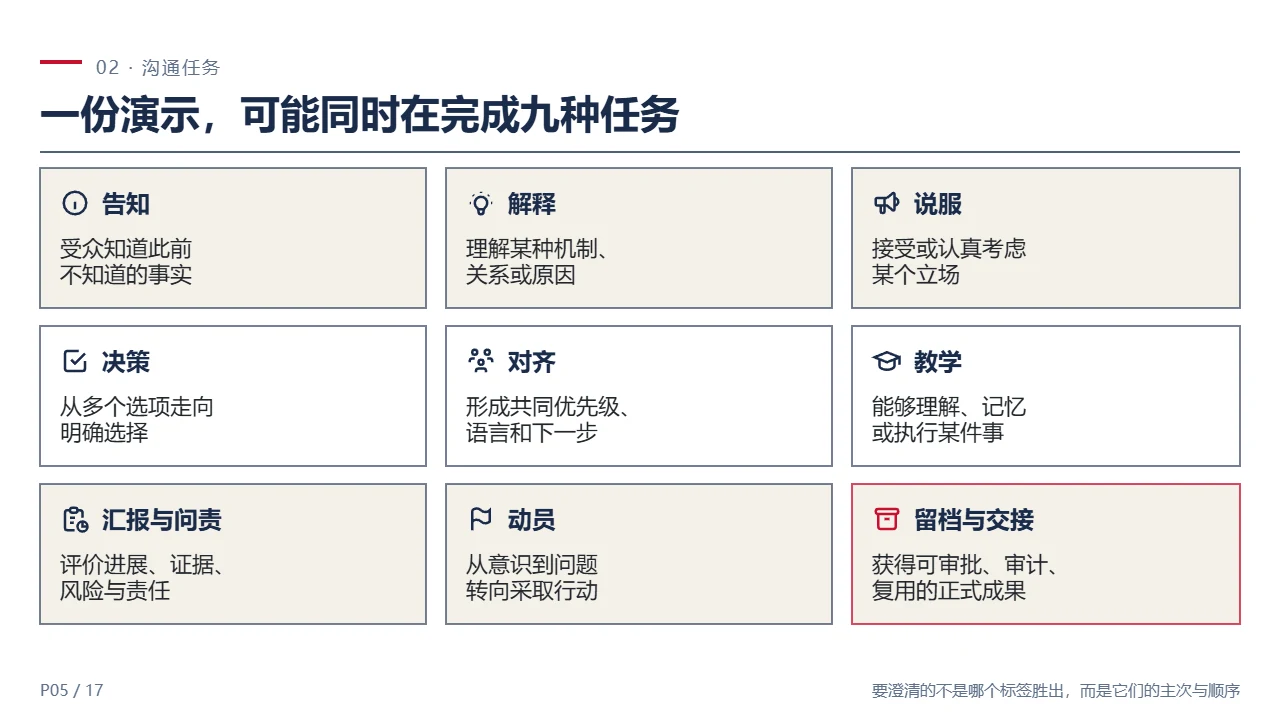 02 · 沟通任务
一份演示，可能同时在完成九种任务
告知
受众知道此前
不知道的事实
解释
理解某种机制、
关系或原因
说服
接受或认真考虑
某个立场
决策
从多个选项走向
明确选择
对齐
形成共同优先级、
语言和下一步
教学
能够理解、记忆
或执行某件事
汇报与问责
评价进展、证据、
风险与责任
动员
从意识到问题
转向采取行动
留档与交接
获得可审批、审计、
复用的正式成果
P05 / 17
要澄清的不是哪个标签胜出，而是它们的主次与顺序